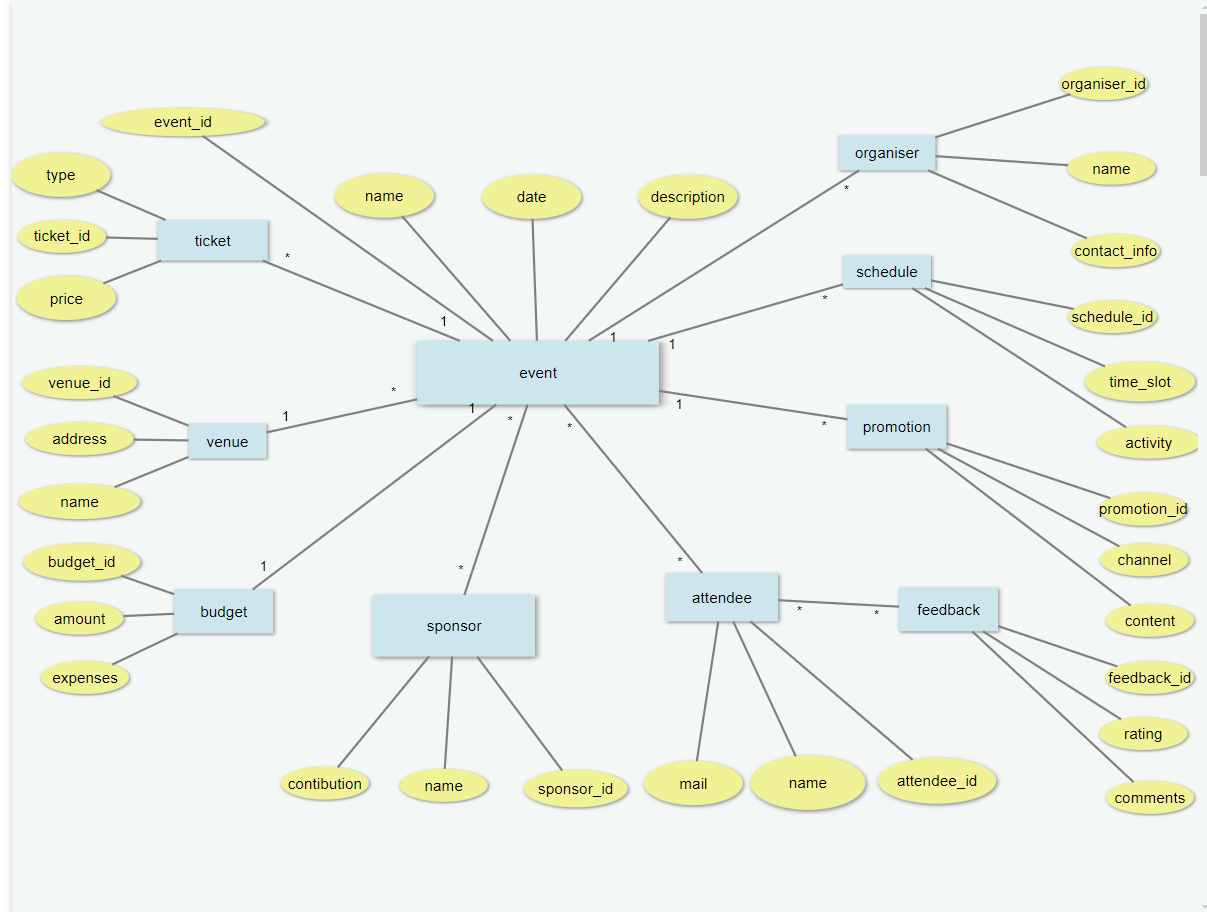 organiser_id
event_id
organiser
type
name
name
date
description
*
ticket_id
ticket
*
contact_info
schedule
price
*
schedule_id
1
1
1
event
time_slot
venue_id
*
1
1
*
1
*
*
promotion
address
venue
activity
name
promotion_id
budget_id
1
*
*
channel
attendee
*
*
feedback
amount
budget
sponsor
content
expenses
feedback_id
rating
contibution
name
sponsor_id
mail
name
attendee_id
comments